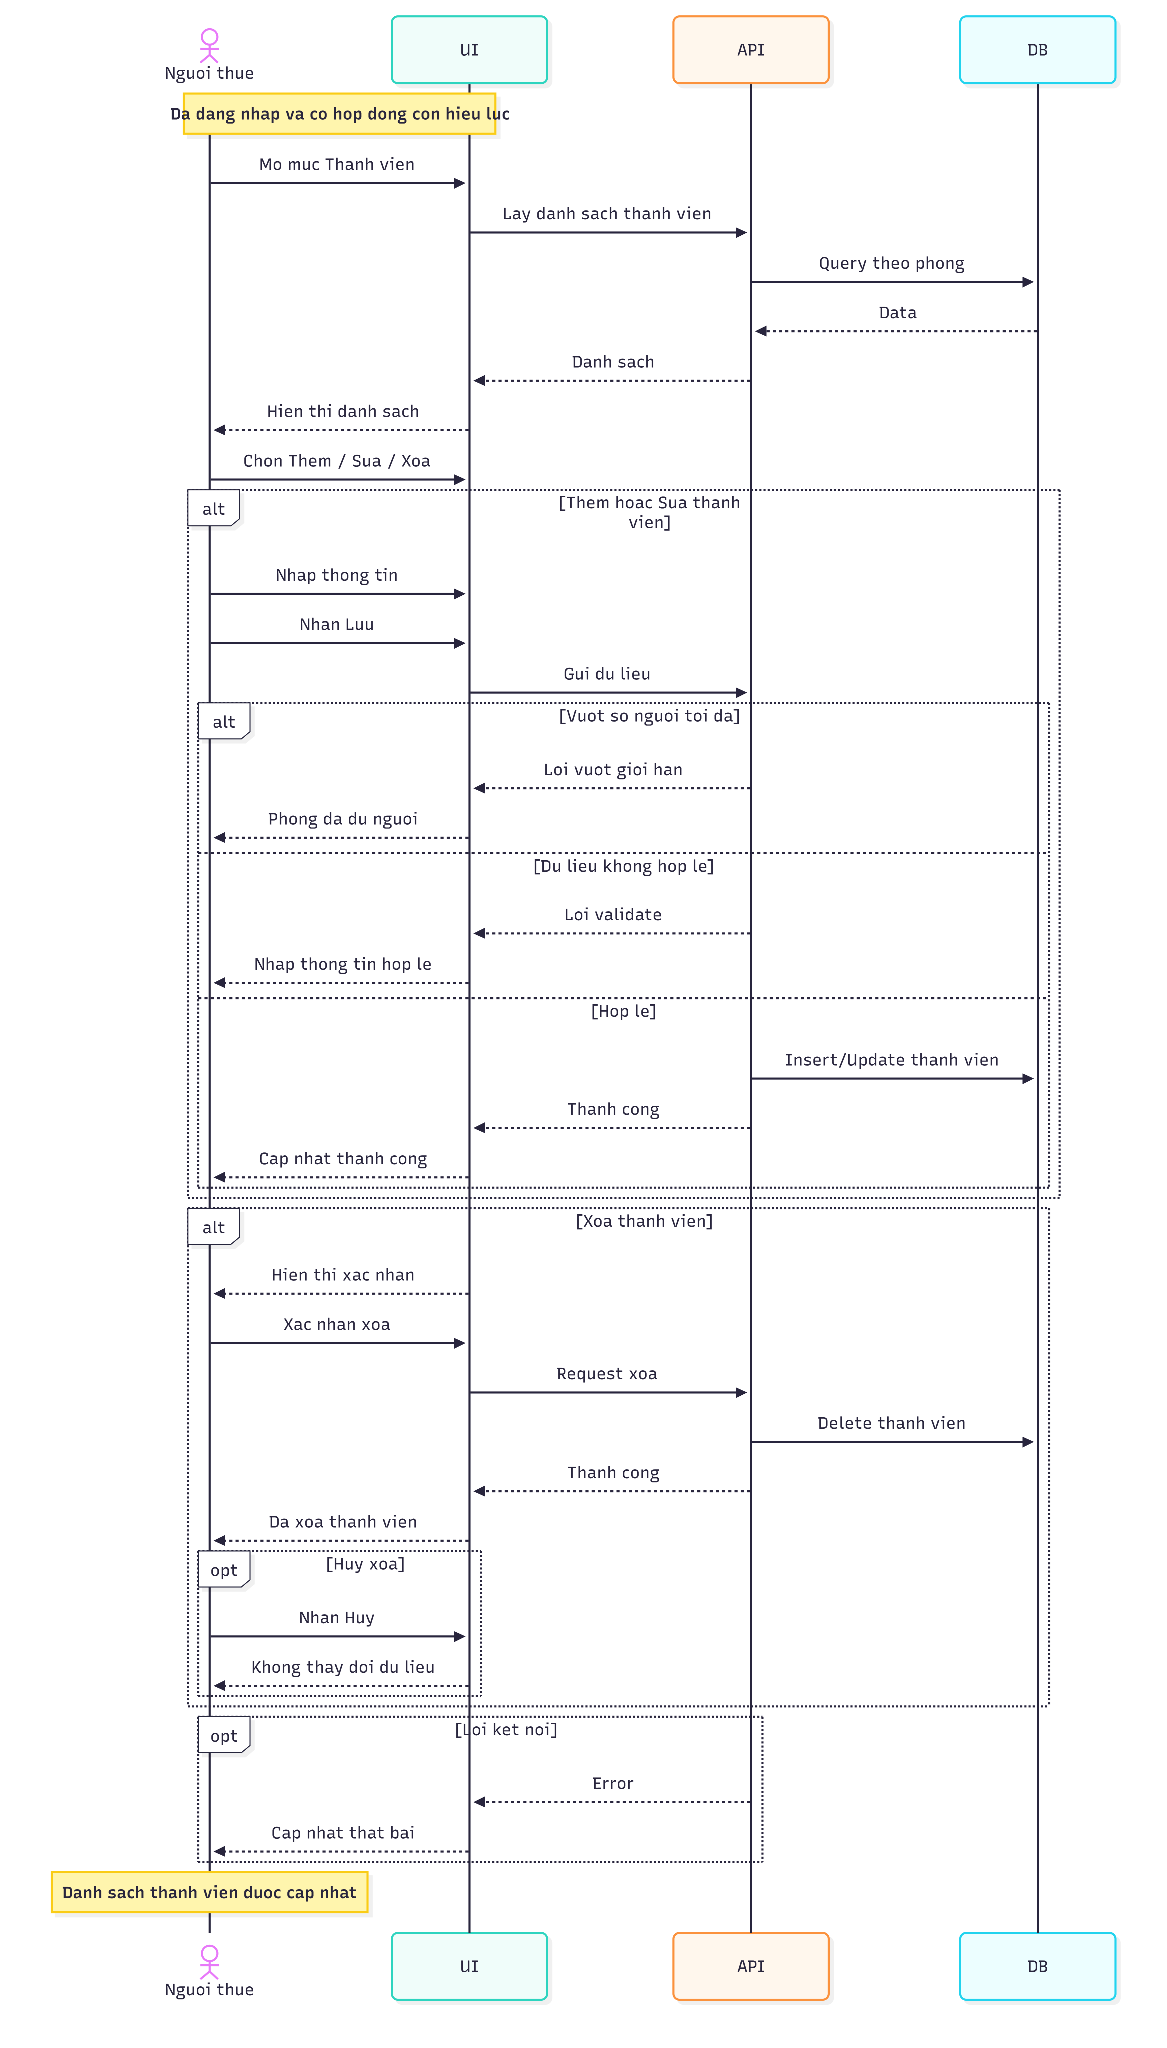 Nguoi thue
UI
API
DB
Da dang nhap va co hop dong con hieu luc
Mo muc Thanh vien
Lay danh sach thanh vien
Query theo phong
Data
Danh sach
Hien thi danh sach
Chon Them / Sua / Xoa
alt
[Them hoac Sua thanh
vien]
Nhap thong tin
Nhan Luu
Gui du lieu
alt
[Vuot so nguoi toi da]
Loi vuot gioi han
Phong da du nguoi
[Du lieu khong hop le]
Loi validate
Nhap thong tin hop le
[Hop le]
Insert/Update thanh vien
Thanh cong
Cap nhat thanh cong
alt
[Xoa thanh vien]
Hien thi xac nhan
Xac nhan xoa
Request xoa
Delete thanh vien
Thanh cong
Da xoa thanh vien
opt
[Huy xoa]
Nhan Huy
Khong thay doi du lieu
opt
[Loi ket noi]
Error
Cap nhat that bai
Danh sach thanh vien duoc cap nhat
Nguoi thue
UI
API
DB